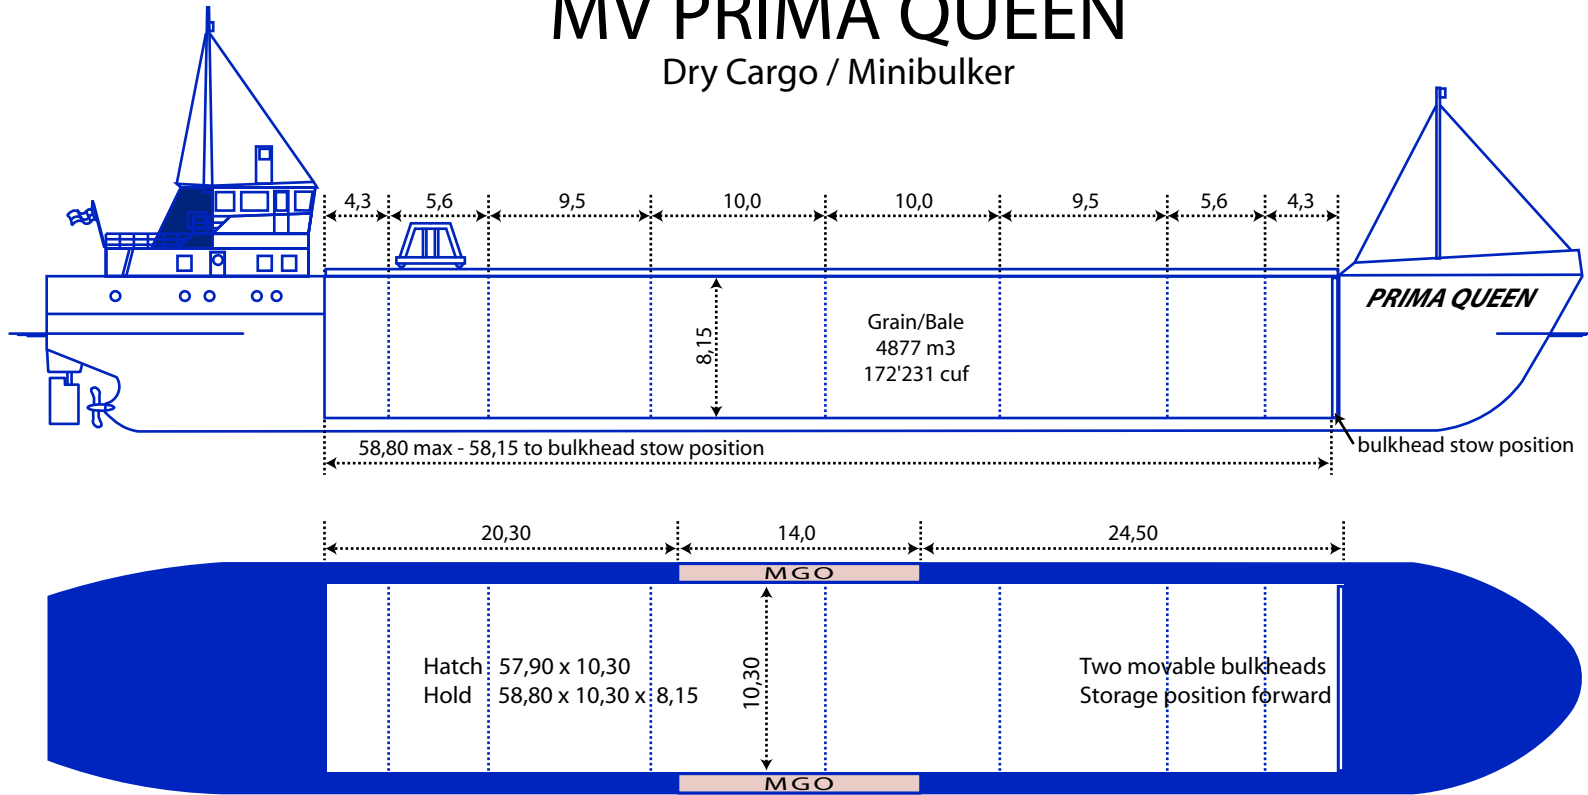 MV PRIMA QUEEN
Dry Cargo / Minibulker
4,3 5,6 9,5 10,0 10,0 9,5 5,6 4,3
PRIMA QUEEN
8,15
Grain/Bale
4877 m3
172'231 cuf
58,80 max - 58,15 to bulkhead stow position
bulkhead stow position
20,30 14,0 24,50
MGO
Hatch 57,90 x 10,30
Hold 58,80 x 10,30 x 8,15
10,30
Two movable bulkheads
Storage position forward
MGO